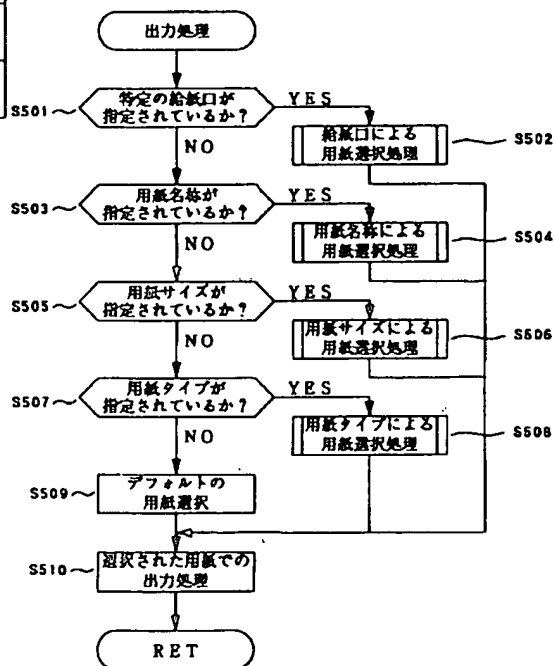 出力処理
S501
特定の給紙口が
指定されているか？
YES
NO
給紙口による
用紙選択処理
S502
S503
用紙名称が
指定されているか？
YES
NO
用紙名称による
用紙選択処理
S504
S505
用紙サイズが
指定されているか？
YES
NO
用紙サイズによる
用紙選択処理
S506
S507
用紙タイプが
指定されているか？
YES
NO
用紙タイプによる
用紙選択処理
S508
S509
デフォルトの
用紙選択
S510
選択された用紙での
出力処理
RET